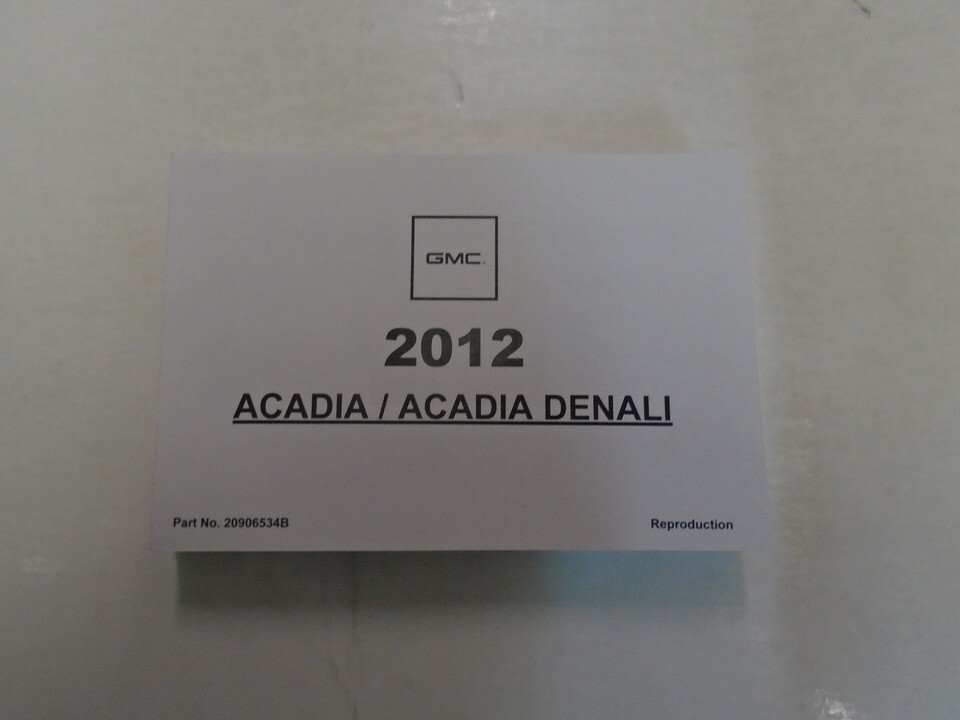 GMC.
2012
ACADIA / ACADIA DENALI
Part No. 20906534B
Reproduction